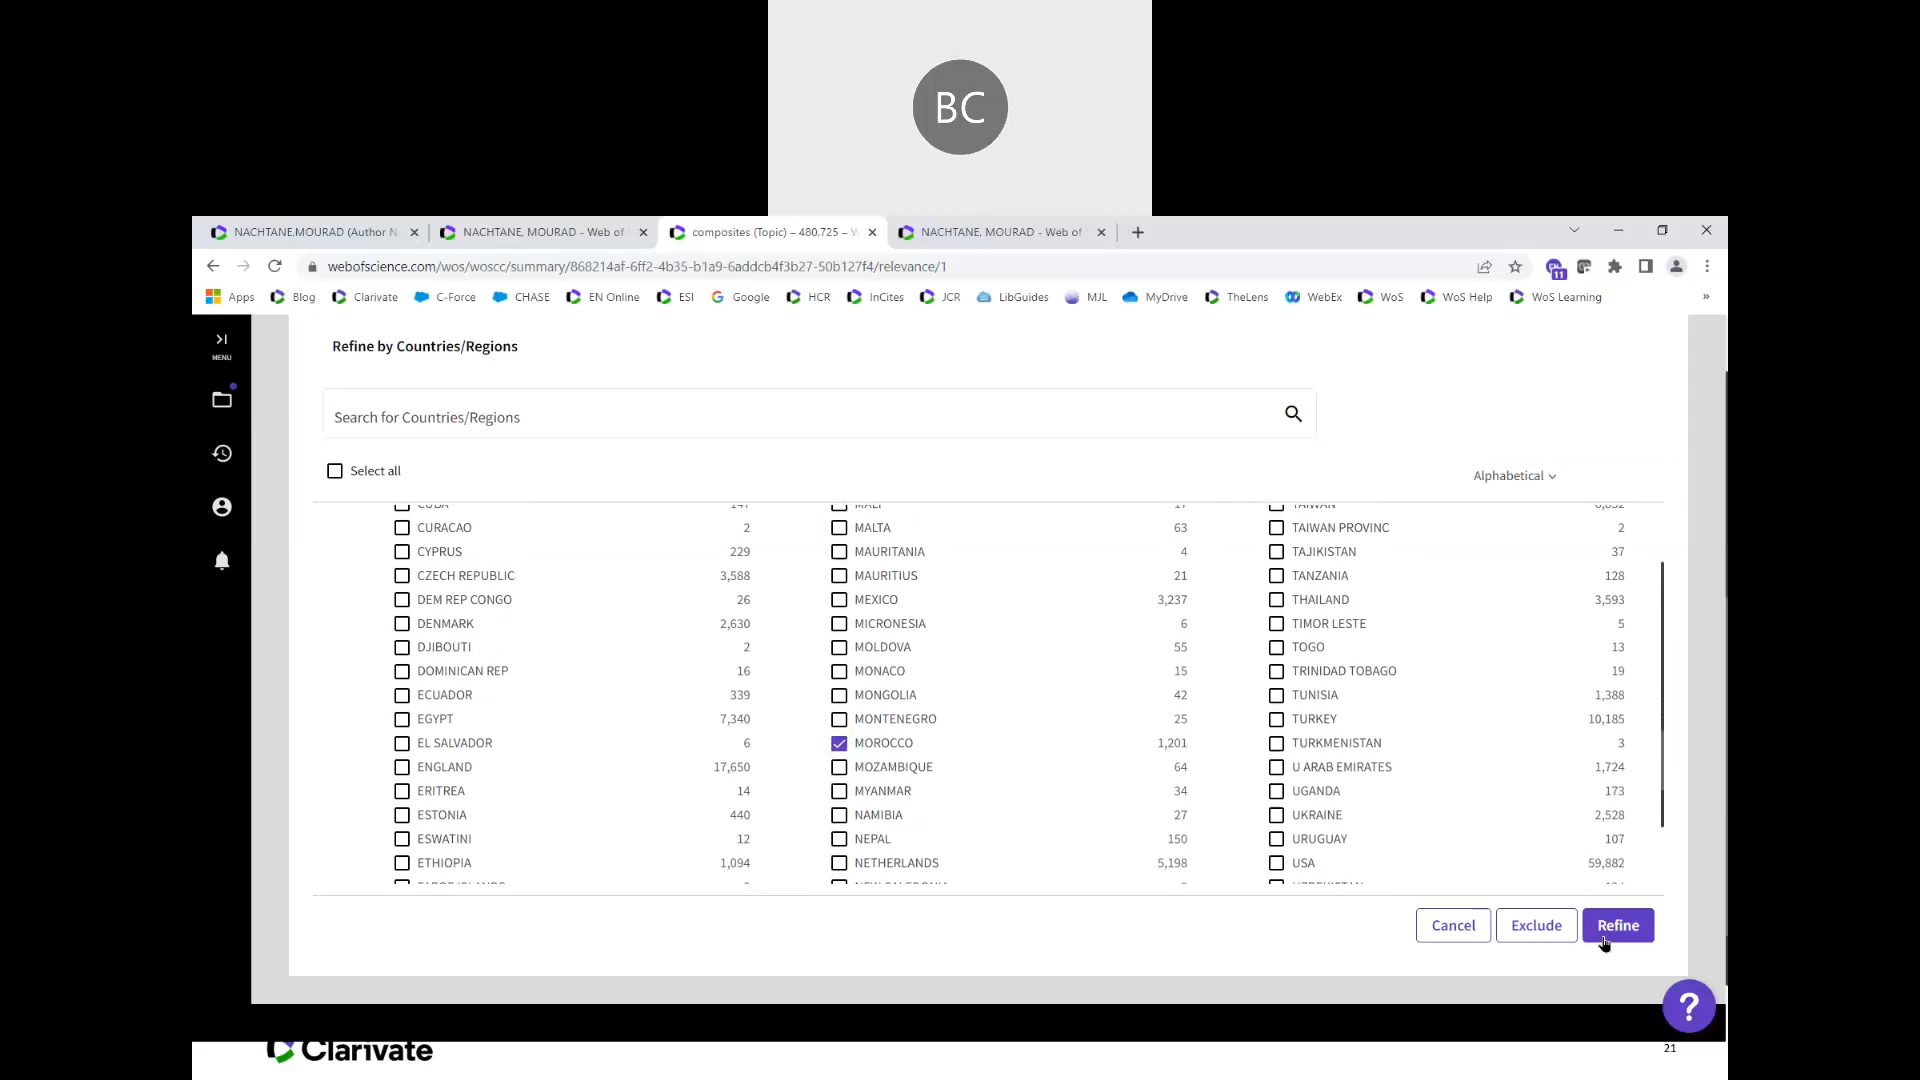 BC
NACHTANE,MOURAD (Author N
NACHTANE, MOURAD - Web of
composites (Topic) – 480,725 – W
NACHTANE, MOURAD - Web of
webofscience.com/wos/woscc/summary/868214af-6ff2-4b35-b1a9-6addcb4f3b27-50b127f4/relevance/1
11
Apps Blog Clarivate C-Force CHASE EN Online ESI Google HCR InCites JCR LibGuides MJL MyDrive TheLens WebEx WoS WoS Help WoS Learning »
MENU
Refine by Countries/Regions
Search for Countries/Regions
Select all
Alphabetical
CUBA 147 MALI 17 TAIWAN
CURACAO 2 MALTA 63 TAIWAN PROVINC 2
CYPRUS 229 MAURITANIA 4 TAJIKISTAN 37
CZECH REPUBLIC 3,588 MAURITIUS 21 TANZANIA 128
DEM REP CONGO 26 MEXICO 3,237 THAILAND 3,593
DENMARK 2,630 MICRONESIA 6 TIMOR LESTE 5
DJIBOUTI 2 MOLDOVA 55 TOGO 13
DOMINICAN REP 16 MONACO 15 TRINIDAD TOBAGO 19
ECUADOR 339 MONGOLIA 42 TUNISIA 1,388
EGYPT 7,340 MONTENEGRO 25 TURKEY 10,185
EL SALVADOR 6 MOROCCO 1,201 TURKMENISTAN 3
ENGLAND 17,650 MOZAMBIQUE 64 U ARAB EMIRATES 1,724
ERITREA 14 MYANMAR 34 UGANDA 173
ESTONIA 440 NAMIBIA 27 UKRAINE 2,528
ESWATINI 12 NEPAL 150 URUGUAY 107
ETHIOPIA 1,094 NETHERLANDS 5,198 USA 59,882
Cancel Exclude Refine
?
Clarivate
21